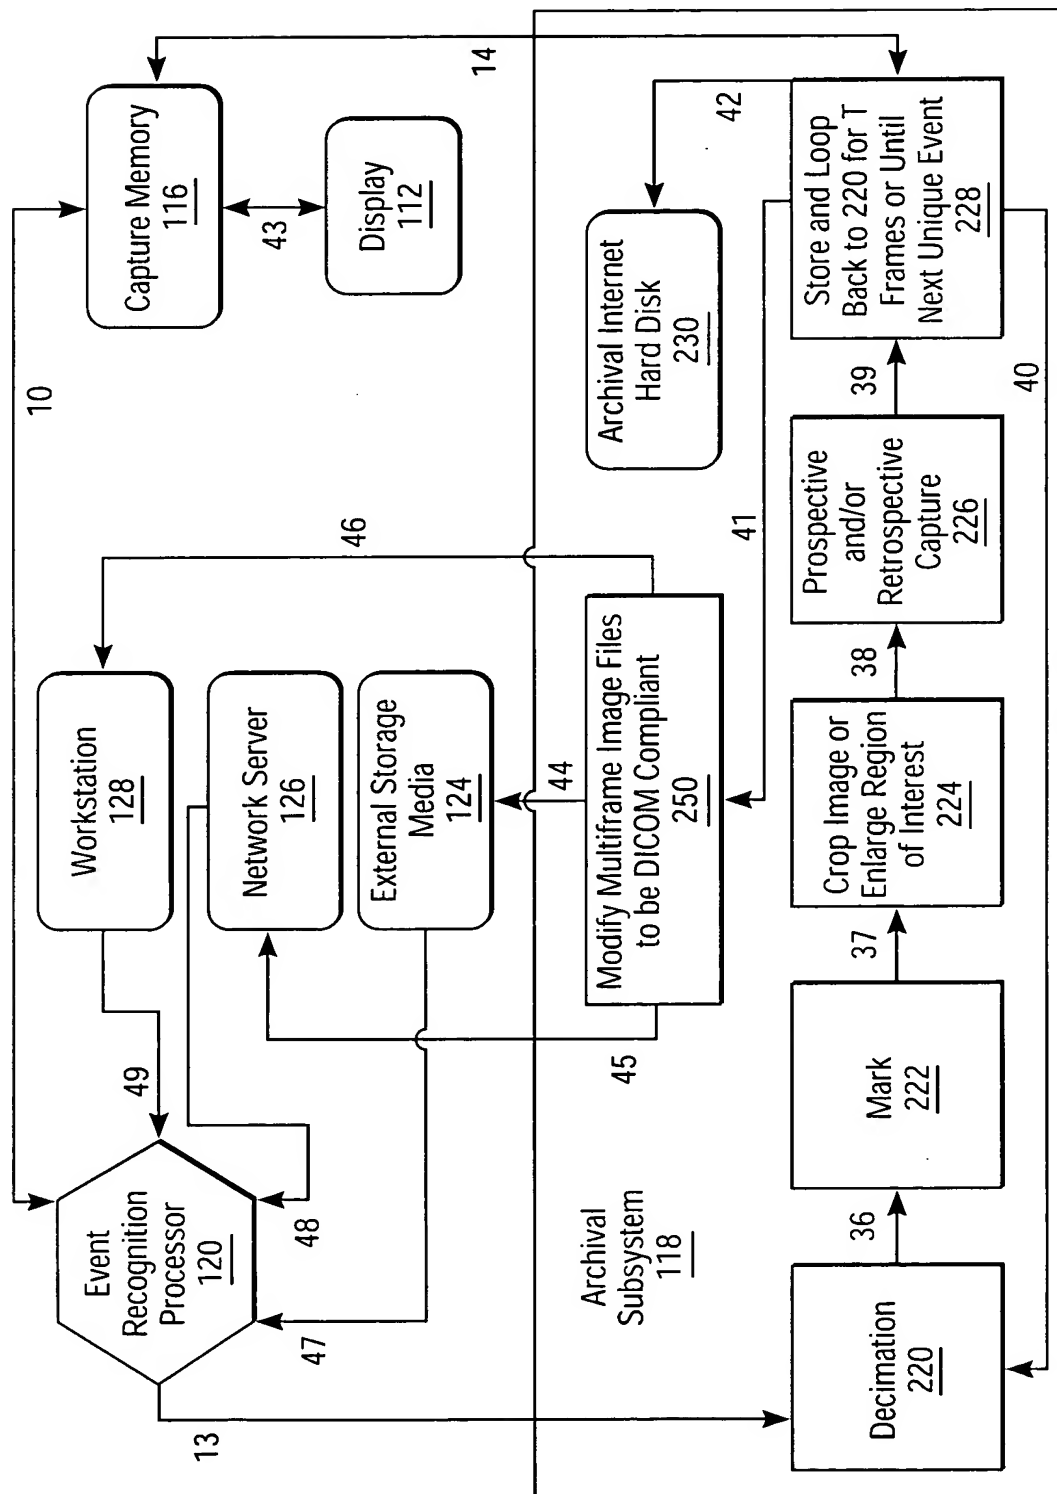 10
Capture Memory
116
14
43
Display
112
Event
Recognition
Processor
120
49
48
47
13
Workstation
128
Network Server
126
External Storage
Media
124
46
44
45
Archival Internet
Hard Disk
230
42
Archival
Subsystem
118
Modify Multiframe Image Files
to be DICOM Compliant
250
41
Decimation
220
36
Mark
222
37
Crop Image or
Enlarge Region
of Interest
224
38
Prospective
and/or
Retrospective
Capture
226
39
Store and Loop
Back to 220 for T
Frames or Until
Next Unique Event
228
40